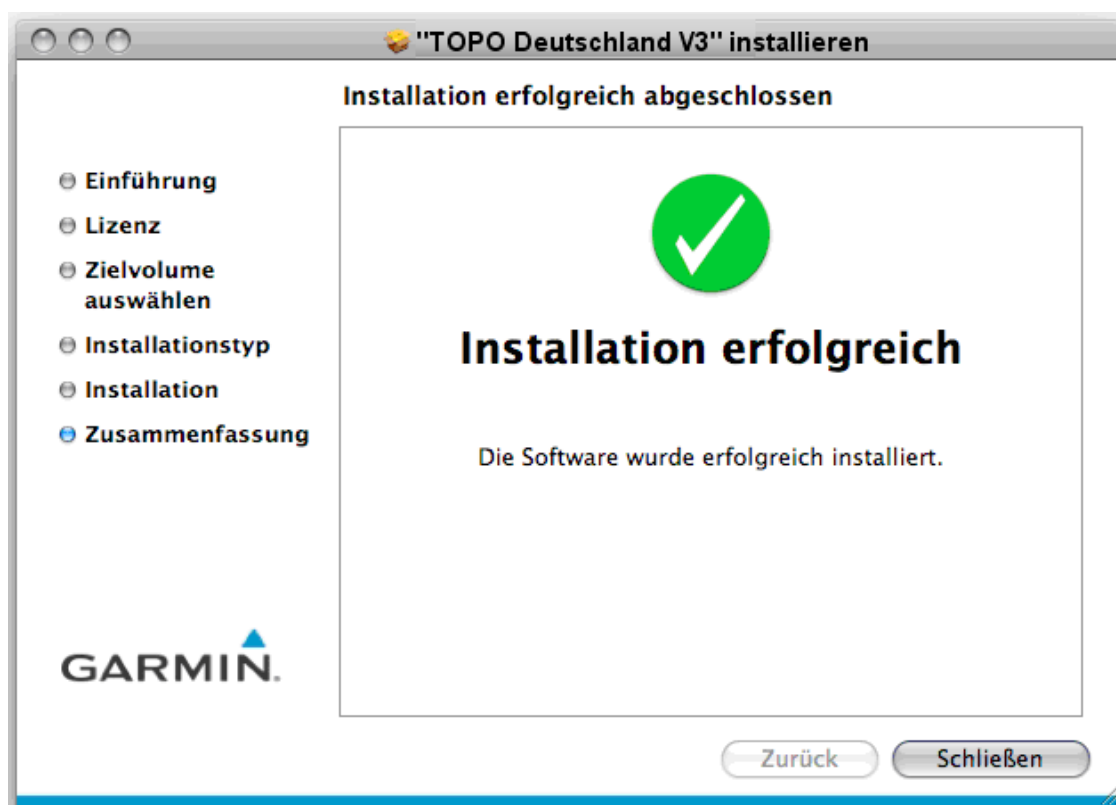 "TOPO Deutschland V3" installieren
Installation erfolgreich abgeschlossen
Einführung
Lizenz
Zielvolume
auswählen
Installationstyp
Installation
Zusammenfassung
Installation erfolgreich
Die Software wurde erfolgreich installiert.
GARMIN.
Zurück
Schließen